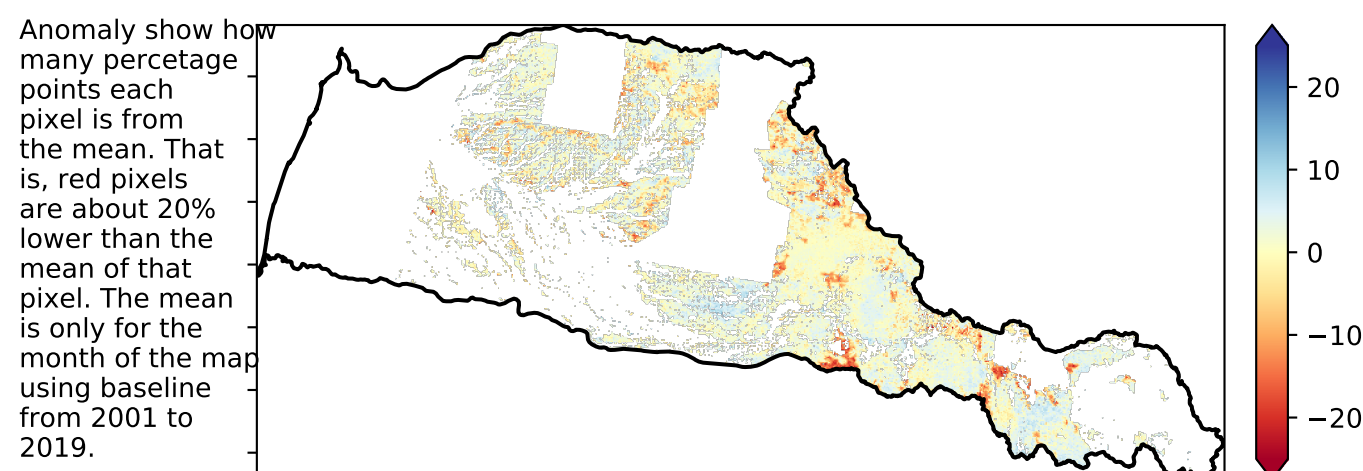 Anomaly show how
many percetage
points each
pixel is from
the mean. That
is, red pixels
are about 20%
lower than the
mean of that
pixel. The mean
is only for the
month of the map
using baseline
from 2001 to
2019.
20
10
0
−10
−20